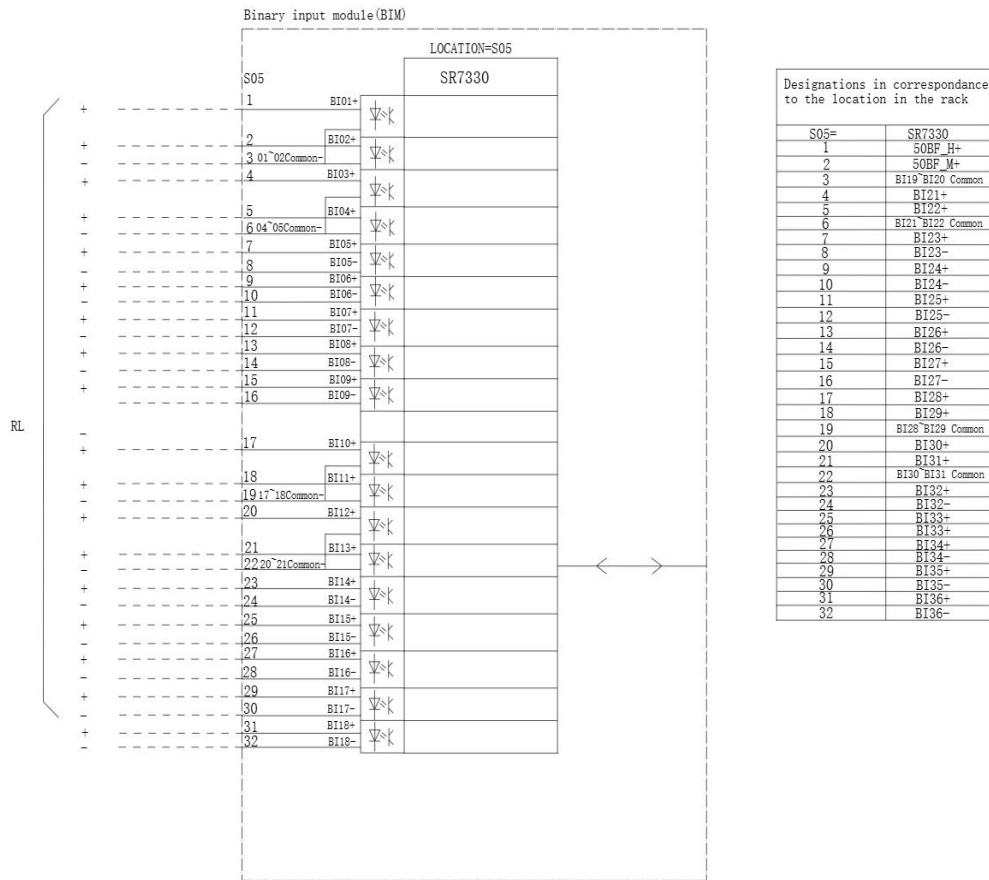 Binary input module(BIM)
LOCATION=S05
S05 SR7330
+ 1 BI01+
+ 2 BI02+
- 3 01~02Common-
+ 4 BI03+
+ 5 BI04+
- 6 04~05Common-
+ 7 BI05+
- 8 BI05-
+ 9 BI06+
- 10 BI06-
+ 11 BI07+
- 12 BI07-
+ 13 BI08+
- 14 BI08-
+ 15 BI09+
16 BI09-
RL
-
+ 17 BI10+
+ 18 BI11+
- 19 17~18Common-
+ 20 BI12+
+ 21 BI13+
- 22 20~21Common-
+ 23 BI14+
- 24 BI14-
+ 25 BI15+
- 26 BI15-
+ 27 BI16+
- 28 BI16-
+ 29 BI17+
- 30 BI17-
+ 31 BI18+
- 32 BI18-
Designations in correspondance
to the location in the rack
S05= SR7330
1 50BF_H+
2 50BF_M+
3 BI19~BI20 Common
4 BI21+
5 BI22+
6 BI21~BI22 Common
7 BI23+
8 BI23-
9 BI24+
10 BI24-
11 BI25+
12 BI25-
13 BI26+
14 BI26-
15 BI27+
16 BI27-
17 BI28+
18 BI29+
19 BI28~BI29 Common
20 BI30+
21 BI31+
22 BI30~BI31 Common
23 BI32+
24 BI32-
25 BI33+
26 BI33+
27 BI34+
28 BI34-
29 BI35+
30 BI35-
31 BI36+
32 BI36-